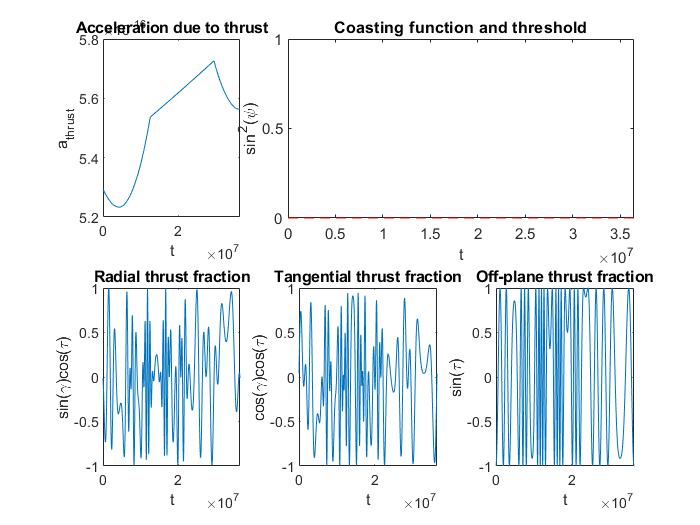 Acceleration due to thrust
5.8
5.6
5.4
5.2
a_thrust
0
2
t
×10^7
Coasting function and threshold
1
0.5
0
sin^2(ψ)
0 0.5 1 1.5 2 2.5 3 3.5
t
×10^7
Radial thrust fraction
1
0.5
0
-0.5
-1
sin(γ)cos(τ)
0 2
t
×10^7
Tangential thrust fraction
1
0.5
0
-0.5
-1
cos(γ)cos(τ)
0 2
t
×10^7
Off-plane thrust fraction
1
0.5
0
-0.5
-1
sin(τ)
0 2
t
×10^7